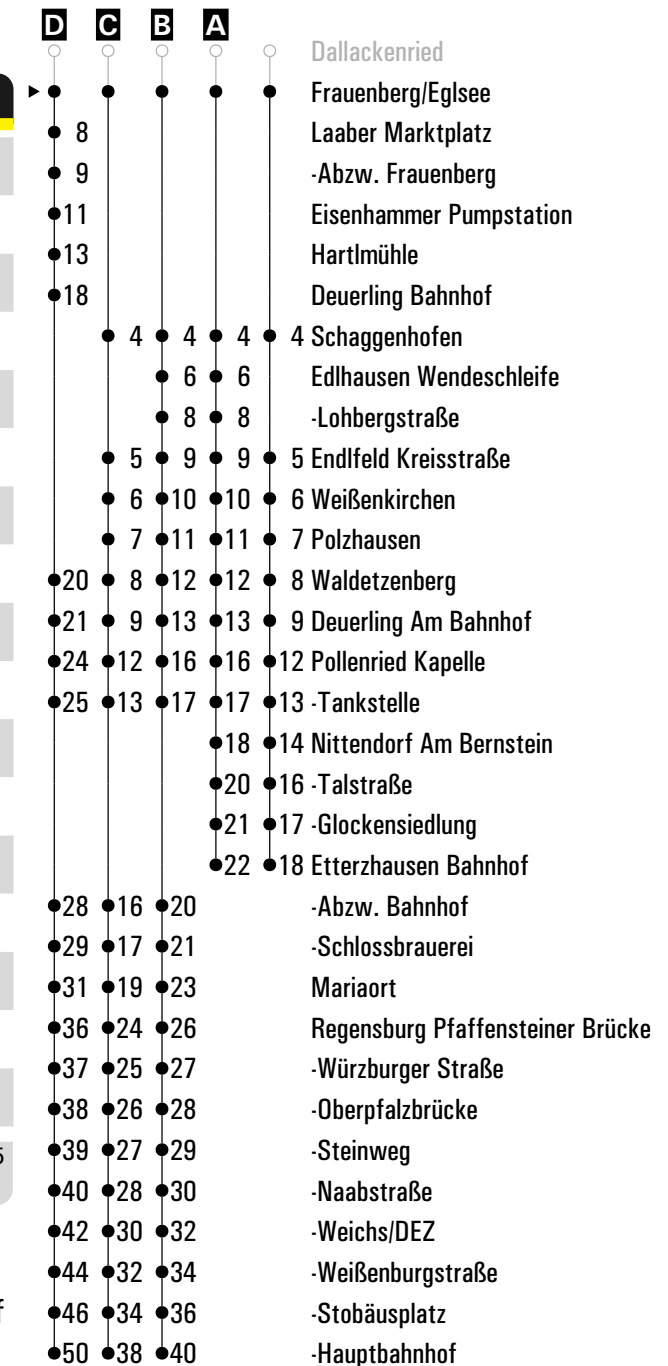 D C B A
Dallackenried
Frauenberg/Eglsee
8 Laaber Marktplatz
9 -Abzw. Frauenberg
11 Eisenhammer Pumpstation
13 Hartlmühle
18 Deuerling Bahnhof
4 4 4 4 Schaggenhofen
6 6 Edlhausen Wendeschleife
8 8 -Lohbergstraße
5 9 9 5 Endlfeld Kreisstraße
6 10 10 6 Weißenkirchen
7 11 11 7 Polzhausen
20 8 12 12 8 Waldetzenberg
21 9 13 13 9 Deuerling Am Bahnhof
24 12 16 16 12 Pollenried Kapelle
25 13 17 17 13 -Tankstelle
18 14 Nittendorf Am Bernstein
20 16 -Talstraße
21 17 -Glockensiedlung
22 18 Etterzhausen Bahnhof
28 16 20 -Abzw. Bahnhof
29 17 21 -Schlossbrauerei
31 19 23 Mariaort
36 24 26 Regensburg Pfaffensteiner Brücke
37 25 27 -Würzburger Straße
38 26 28 -Oberpfalzbrücke
39 27 29 -Steinweg
40 28 30 -Naabstraße
42 30 32 -Weichs/DEZ
44 32 34 -Weißenburgstraße
46 34 36 -Stobäusplatz
50 38 40 -Hauptbahnhof